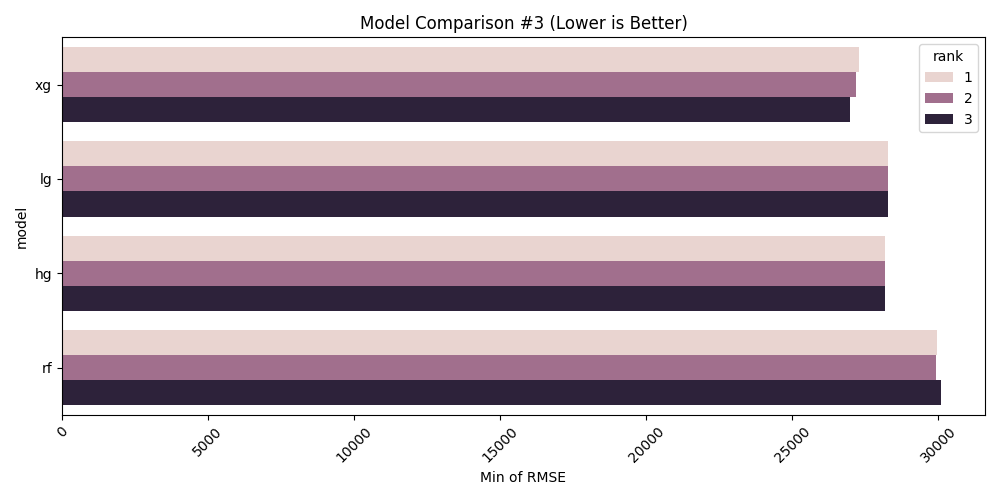 Model Comparison #3 (Lower is Better)
rank
1
2
3
xg
lg
hg
rf
model
0
5000
10000
15000
20000
25000
30000
Min of RMSE